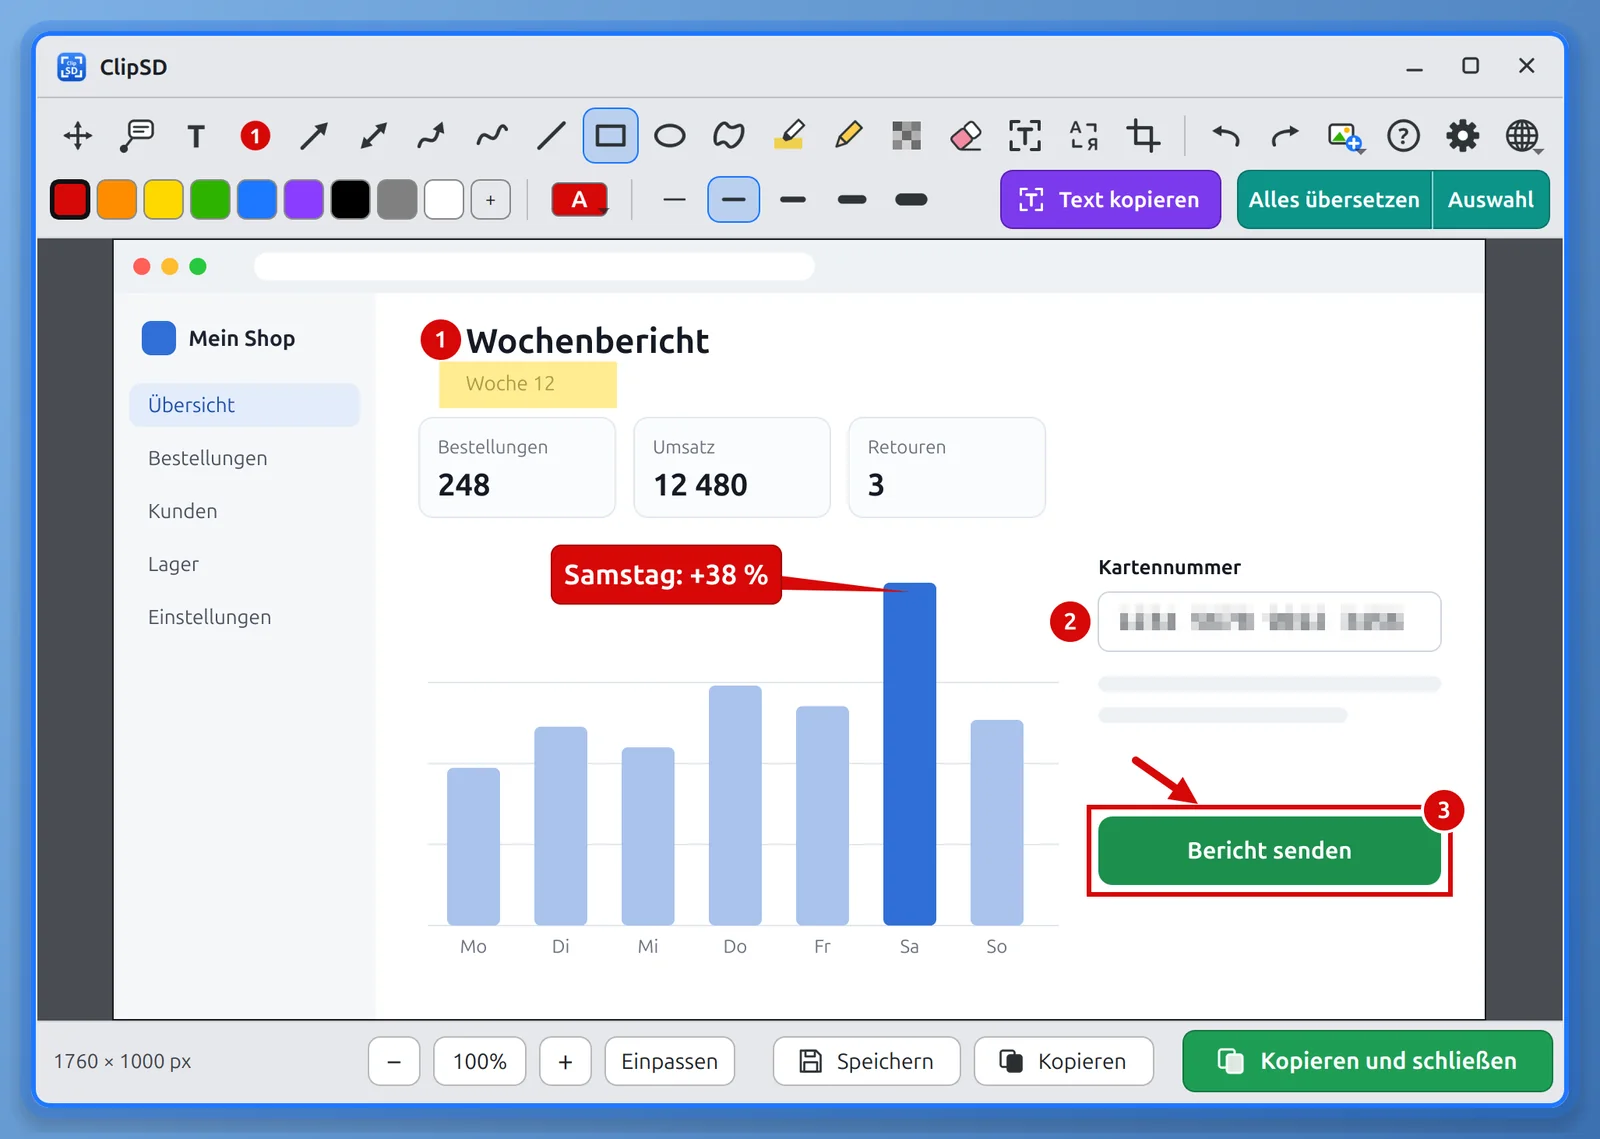 ClipSD
T
1
A
Text kopieren
Alles übersetzen
Auswahl
Mein Shop
Übersicht
Bestellungen
Kunden
Lager
Einstellungen
1
Wochenbericht
Woche 12
Bestellungen
248
Umsatz
12 480
Retouren
3
Samstag: +38 %
Mo Di Mi Do Fr Sa So
Kartennummer
2
3
Bericht senden
1760 × 1000 px
− 100% + Einpassen
Speichern
Kopieren
Kopieren und schließen